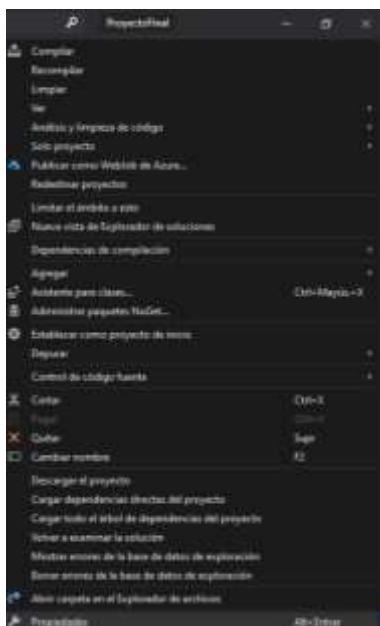 ProyectoFinal
Compilar
Recompilar
Limpiar
Ver
Análisis y limpieza de código
Solo proyecto
Publicar como WebJob de Azure...
Redestinar proyectos
Limitar el ámbito a esto
Nueva vista de Explorador de soluciones
Dependencias de compilación
Agregar
Asistente para clases... Ctrl+Mayús.+X
Administrar paquetes NuGet...
Establecer como proyecto de inicio
Depurar
Control de código fuente
Cortar Ctrl+X
Pegar
Quitar Supr
Cambiar nombre F2
Descargar el proyecto
Cargar dependencias directas del proyecto
Cargar todo el árbol de dependencias del proyecto
Volver a examinar la solución
Mostrar errores de la base de datos de exploración
Borrar errores de la base de datos de exploración
Abrir carpeta en el Explorador de archivos
Propiedades Alt+Entrar